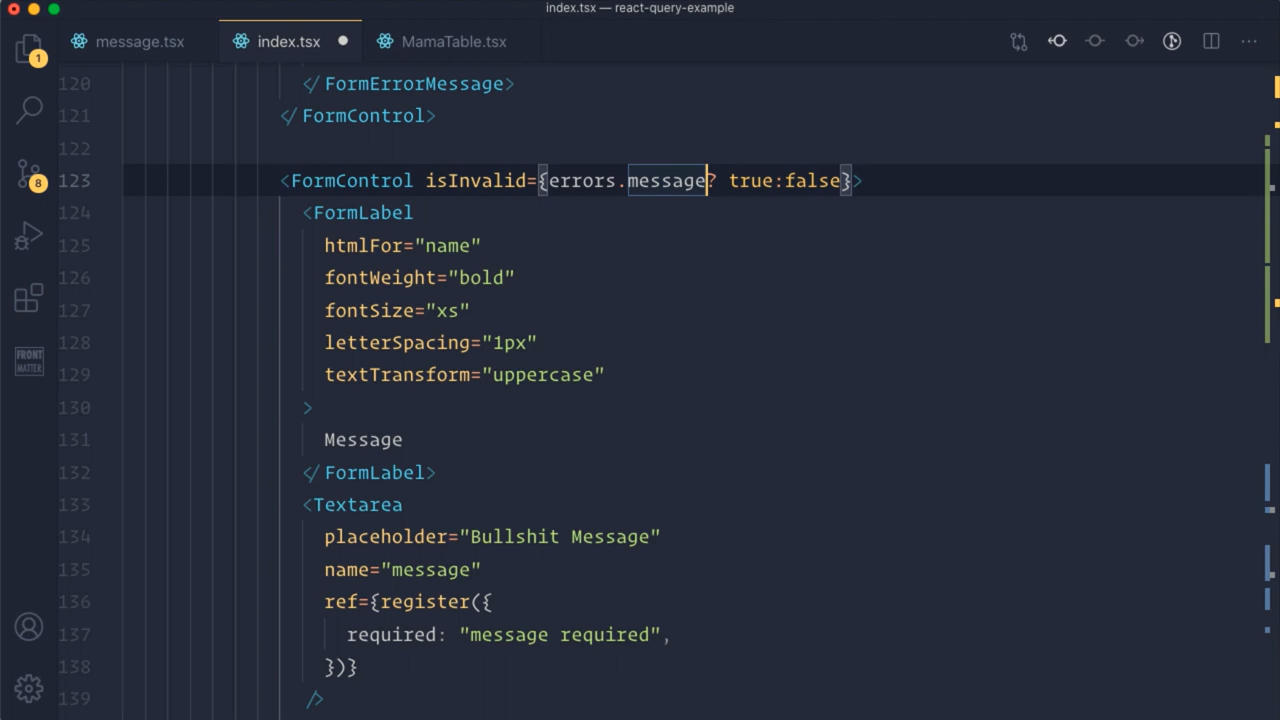 index.tsx — react-query-example
message.tsx
index.tsx
MamaTable.tsx
1
8
FRONT
MATTER
120 </FormErrorMessage>
121 </FormControl>
122
123 <FormControl isInvalid={errors.message? true:false}>
124 <FormLabel
125 htmlFor="name"
126 fontWeight="bold"
127 fontSize="xs"
128 letterSpacing="1px"
129 textTransform="uppercase"
130 >
131 Message
132 </FormLabel>
133 <Textarea
134 placeholder="Bullshit Message"
135 name="message"
136 ref={register({
137 required: "message required",
138 })}
139 />